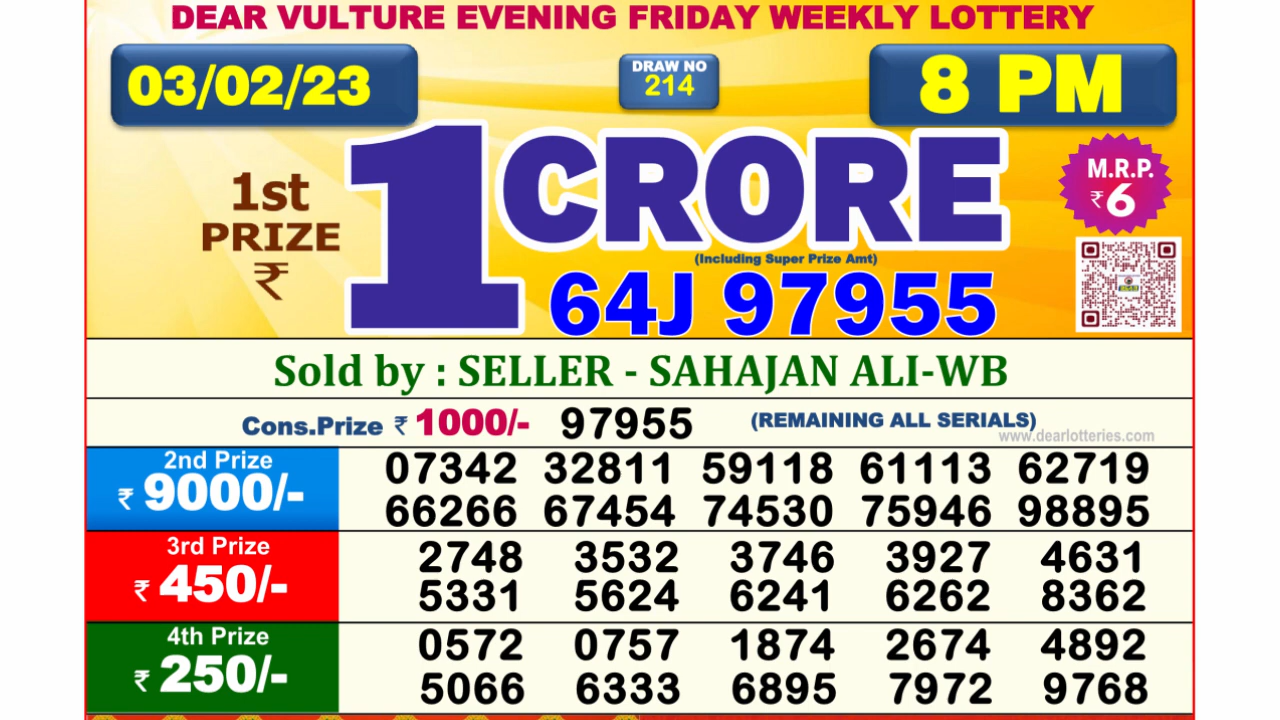 DEAR VULTURE EVENING FRIDAY WEEKLY LOTTERY
03/02/23
DRAW NO
214
8 PM
1st
PRIZE
₹
1 CRORE
(Including Super Prize Amt)
64J 97955
M.R.P.
₹6
Sold by : SELLER - SAHAJAN ALI-WB
Cons.Prize ₹ 1000/- 97955 (REMAINING ALL SERIALS)
www.dearlotteries.com
2nd Prize
₹ 9000/-
07342 32811 59118 61113 62719
66266 67454 74530 75946 98895
3rd Prize
₹ 450/-
2748 3532 3746 3927 4631
5331 5624 6241 6262 8362
4th Prize
₹ 250/-
0572 0757 1874 2674 4892
5066 6333 6895 7972 9768